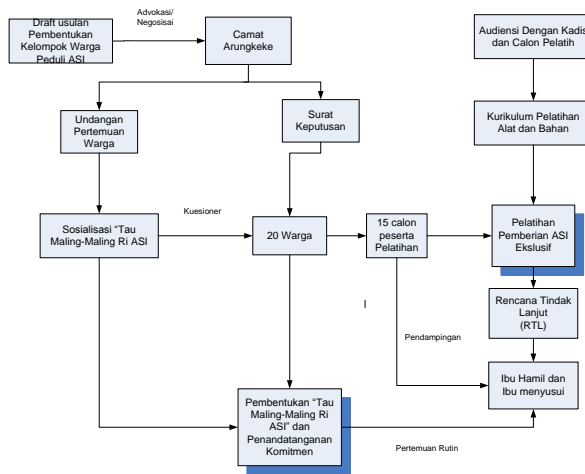 Draft usulan
Pembentukan
Kelompok Warga
Peduli ASI
Advokasi/
Negosisai
Camat
Arungkeke
Audiensi Dengan Kadis
dan Calon Pelatih
Undangan
Pertemuan
Warga
Surat
Keputusan
Kurikulum Pelatihan
Alat dan Bahan
Sosialisasi “Tau
Maling-Maling Ri ASI
Kuesioner
20 Warga
15 calon
peserta
Pelatihan
Pelatihan
Pemberian ASI
Ekslusif
I
Rencana Tindak
Lanjut
(RTL)
Pendampingan
Ibu Hamil dan
Ibu menyusui
Pembentukan “Tau
Maling-Maling Ri
ASI” dan
Penandatanganan
Komitmen
Pertemuan Rutin